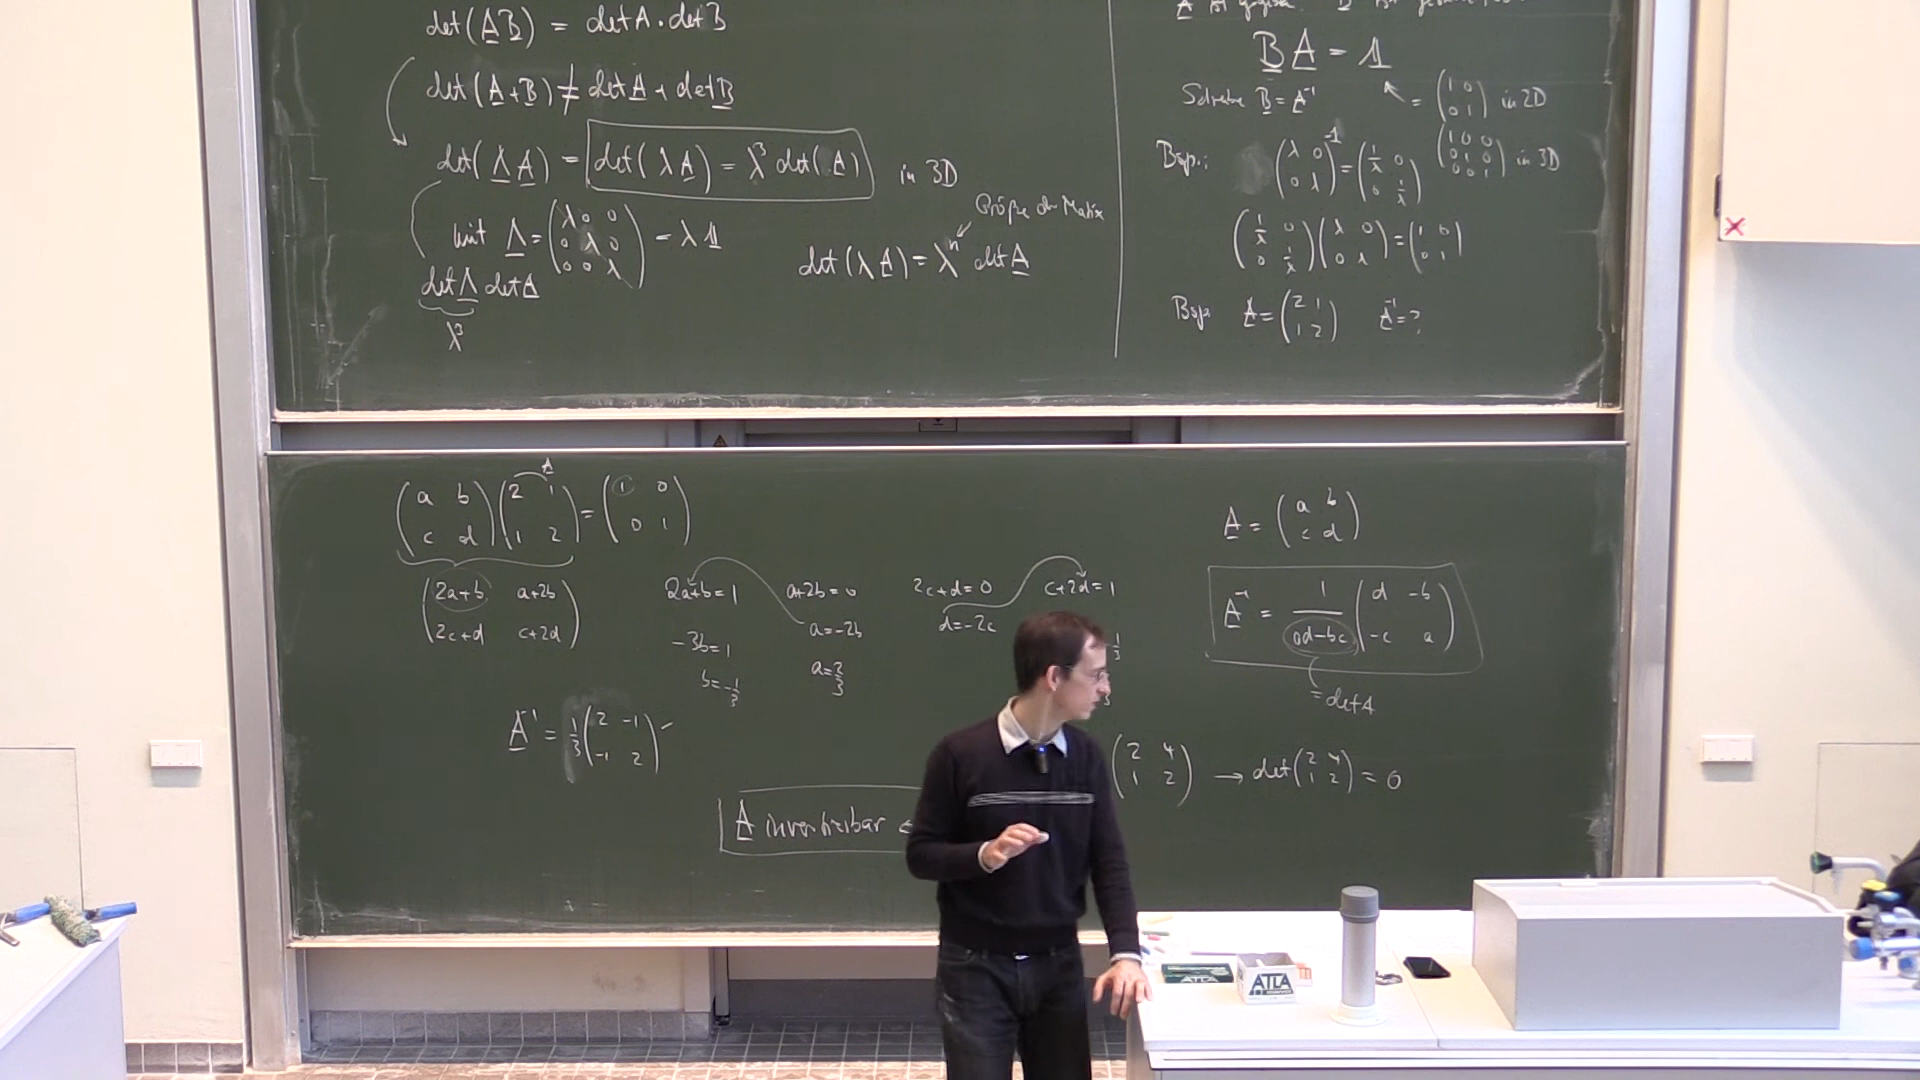 det(A̲B̲) = detA · detB
det(A̲+B̲) ≠ detA̲ + detB̲
det(Λ̲A̲) = det(λA̲) = λ³ det(A̲) in 3D
mit Λ̲ = (λ 0 0 / 0 λ 0 / 0 0 λ) = λ𝟙
detΛ̲ detA̲
λ³
Größe der Matrix
det(λA̲) = λⁿ detA̲
B̲A̲ = 𝟙
Schreibe B̲ = A̲⁻¹
= (1 0 / 0 1) in 2D
(1 0 0 / 0 1 0 / 0 0 1) in 3D
Bsp.: (λ 0 / 0 λ)⁻¹ = (1/λ 0 / 0 1/λ)
(1/λ 0 / 0 1/λ)(λ 0 / 0 λ) = (1 0 / 0 1)
Bsp. A̲ = (2 1 / 1 2) A̲⁻¹ = ?
A̲
(a b / c d)(2 1 / 1 2) = (1 0 / 0 1)
(2a+b a+2b / 2c+d c+2d)
2a+b=1 a+2b=0 2c+d=0 c+2d=1
-3b=1 a=-2b d=-2c
b=-1/3 a=2/3
A̲⁻¹ = 1/3 (2 -1 / -1 2)
A̲ = (a b / c d)
A̲⁻¹ = 1/(ad-bc) (d -b / -c a)
= detA
(2 4 / 1 2) → det(2 4 / 1 2) = 0
A̲ invertierbar
ATLA